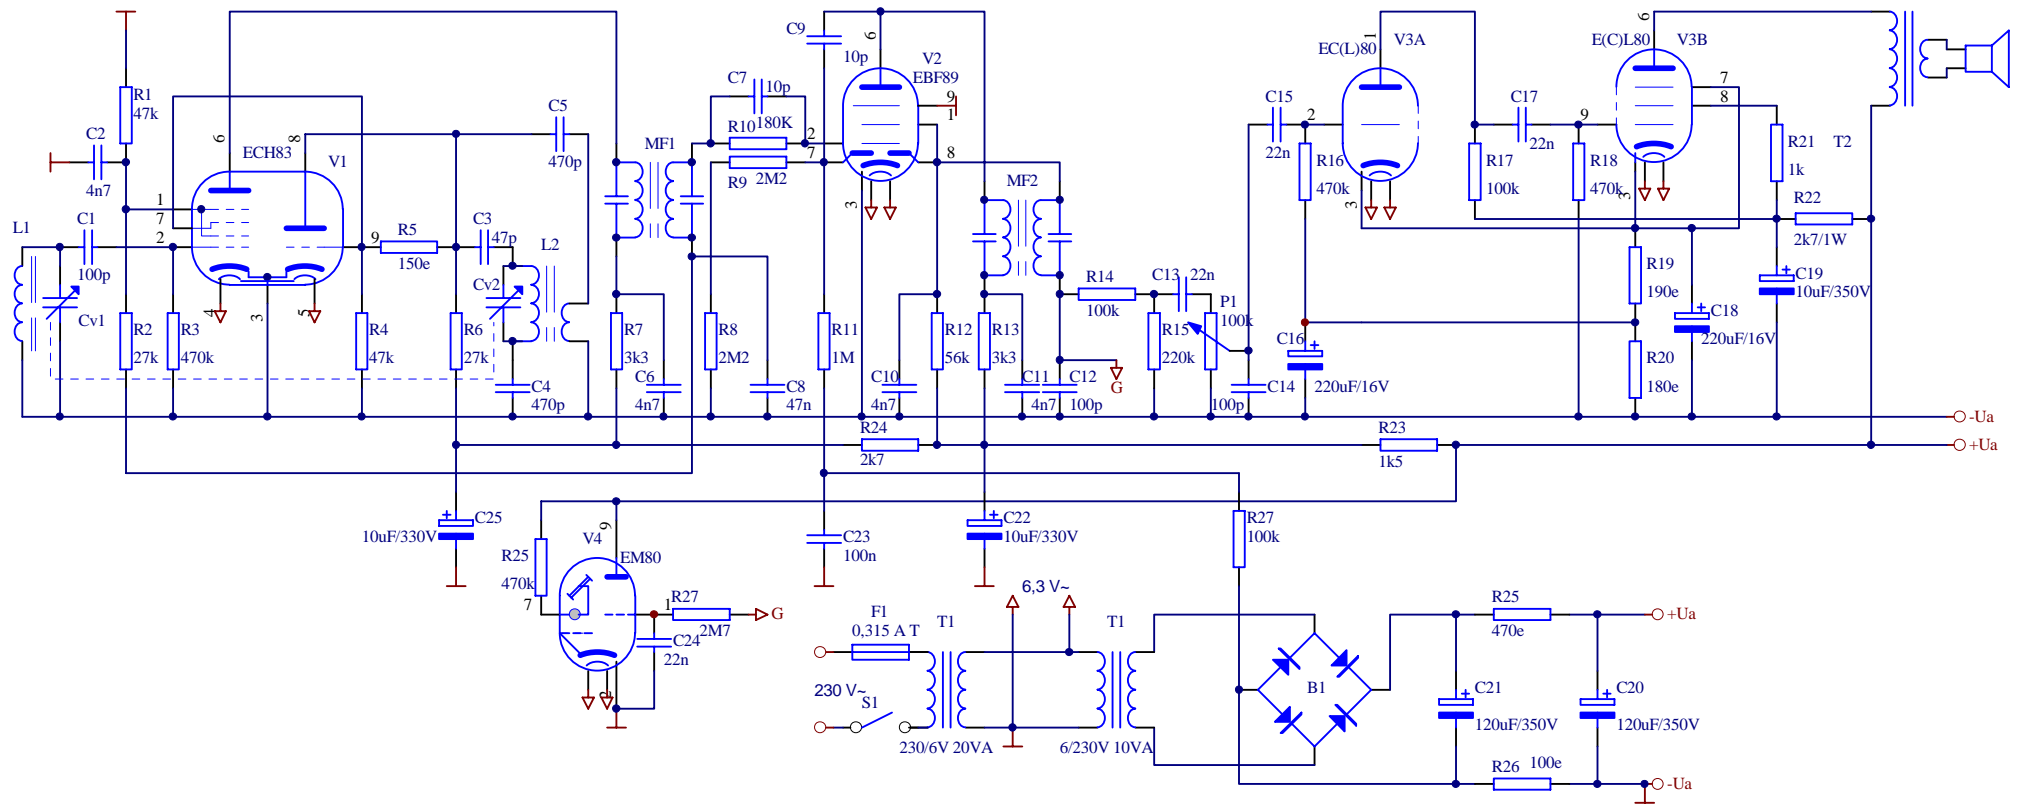 R1
47k
C2
4n7
L1
C1
100p
Cv1
R2
27k
R3
470k
ECH83
V1
6
8
1
7
2
9
4
3
5
R4
47k
R5
150e
R6
27k
C3
47p
Cv2
L2
C4
470p
C5
470p
MF1
R7
3k3
C6
4n7
C7
10p
R10
180K
R9
2M2
R8
2M2
C8
47n
C9
10p
V2
EBF89
6
9
1
2
7
8
3
R11
1M
C10
4n7
R12
56k
R13
3k3
MF2
C11
4n7
C12
100p
G
R14
100k
C13
22n
R15
220k
P1
100k
C14
100p
C15
22n
R16
470k
C16
220uF/16V
EC(L)80
V3A
1
2
3
R17
100k
C17
22n
R18
470k
E(C)L80
V3B
6
7
8
9
3
R19
190e
R20
180e
C18
220uF/16V
R21
1k
R22
2k7/1W
C19
10uF/350V
T2
-Ua
+Ua
R24
2k7
R23
1k5
C25
10uF/330V
R25
470k
V4
EM80
9
7
1
2
R27
2M7
G
C24
22n
C23
100n
C22
10uF/330V
R27
100k
6,3 V~
F1
0,315 A T
230 V~
S1
T1
230/6V 20VA
T1
6/230V 10VA
B1
C21
120uF/350V
R25
470e
C20
120uF/350V
R26
100e
+Ua
-Ua